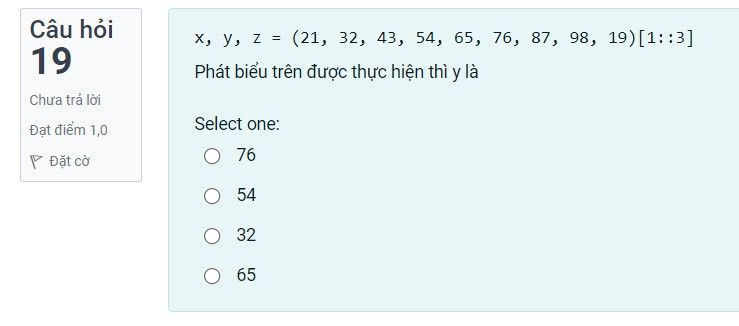 Câu hỏi
19
Chưa trả lời
Đạt điểm 1,0
Đặt cờ
x, y, z = (21, 32, 43, 54, 65, 76, 87, 98, 19)[1::3]
Phát biểu trên được thực hiện thì y là
Select one:
76
54
32
65